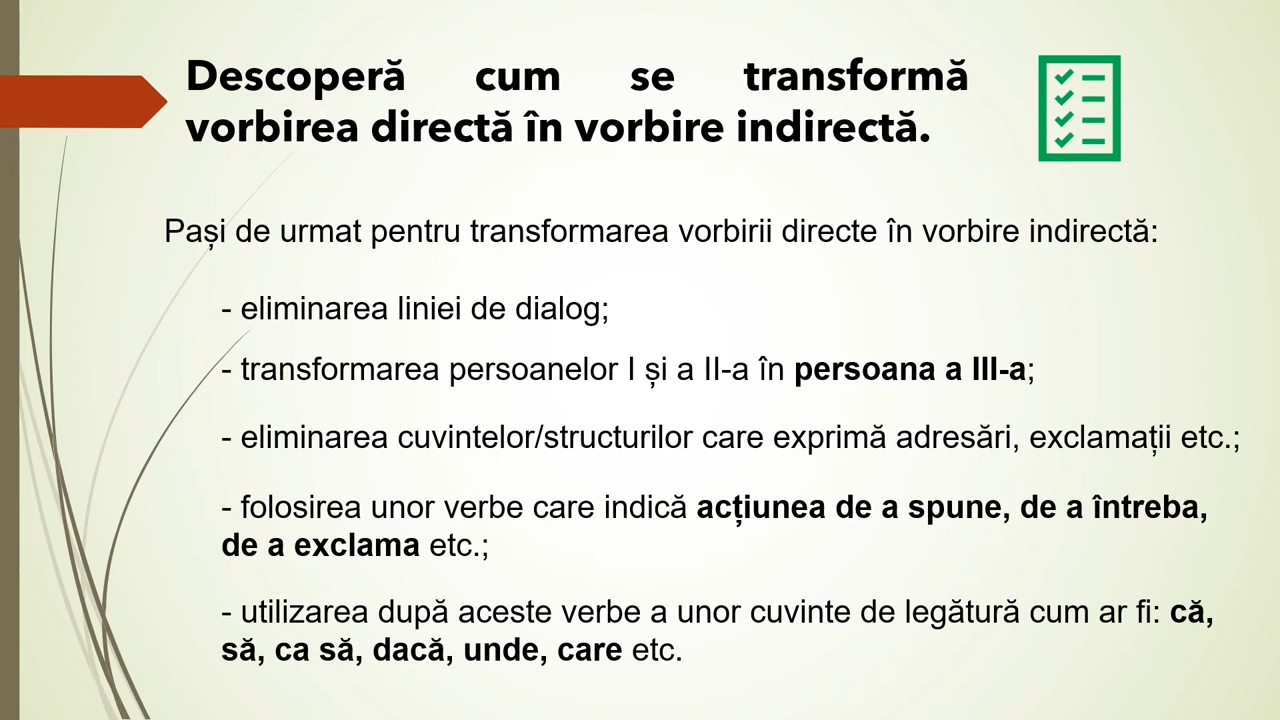 Descoperă cum se transformă
vorbirea directă în vorbire indirectă.
Pași de urmat pentru transformarea vorbirii directe în vorbire indirectă:
- eliminarea liniei de dialog;
- transformarea persoanelor I și a II-a în persoana a III-a;
- eliminarea cuvintelor/structurilor care exprimă adresări, exclamații etc.;
- folosirea unor verbe care indică acțiunea de a spune, de a întreba,
de a exclama etc.;
- utilizarea după aceste verbe a unor cuvinte de legătură cum ar fi: că,
să, ca să, dacă, unde, care etc.